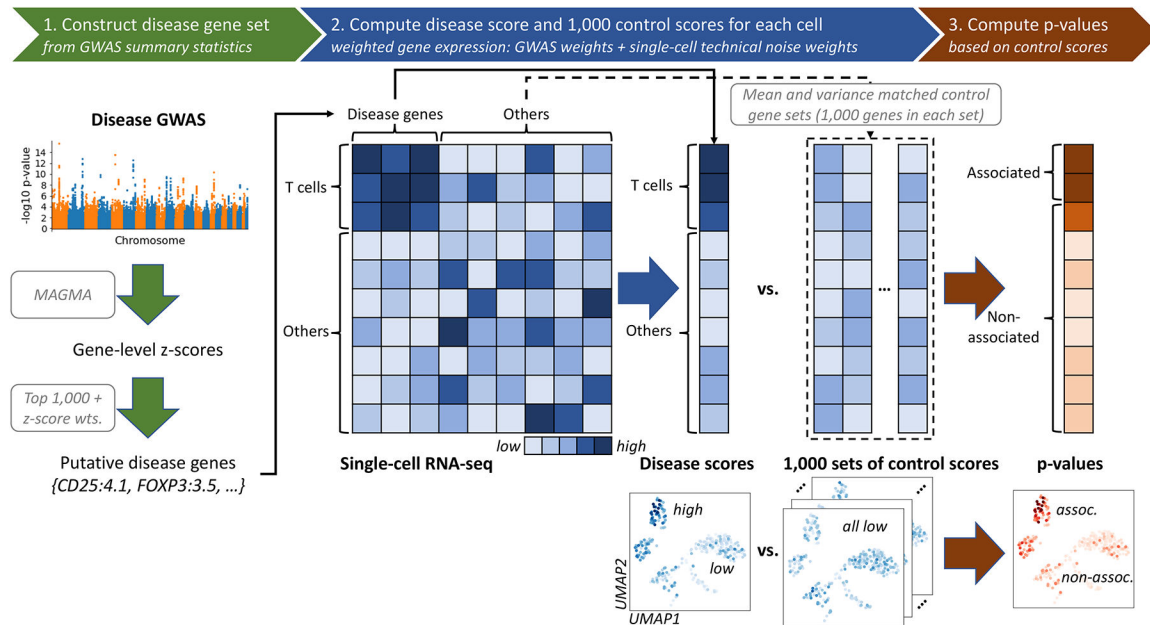 1. Construct disease gene set
from GWAS summary statistics
2. Compute disease score and 1,000 control scores for each cell
weighted gene expression: GWAS weights + single-cell technical noise weights
3. Compute p-values
based on control scores
Disease GWAS
-log10 p-value
14
12
10
8
6
4
2
0
Chromosome
MAGMA
Gene-level z-scores
Top 1,000 +
z-score wts.
Putative disease genes
{CD25:4.1, FOXP3:3.5, ...}
Disease genes
Others
T cells
Others
low
high
Single-cell RNA-seq
T cells
Others
Disease scores
vs.
Mean and variance matched control
gene sets (1,000 genes in each set)
...
1,000 sets of control scores
Associated
Non-
associated
p-values
high
low
UMAP2
UMAP1
vs.
...
all low
...
assoc.
non-assoc.